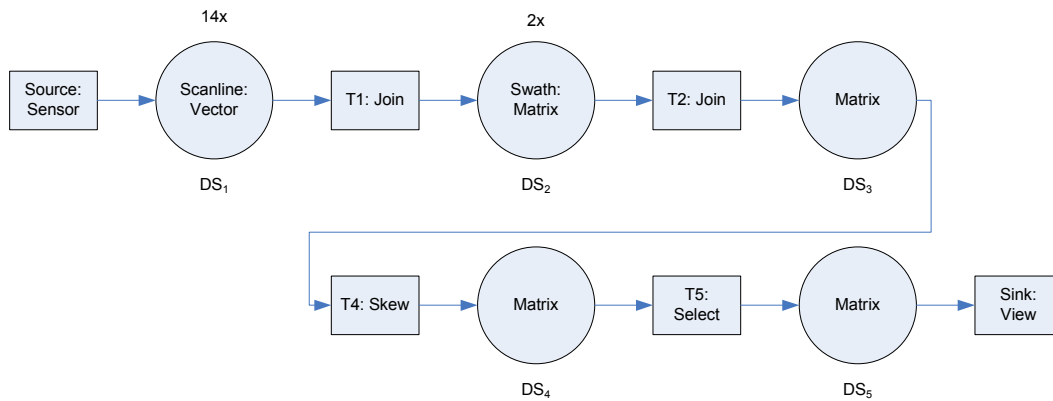 14x
2x
Source:
Sensor
Scanline:
Vector
T1: Join
Swath:
Matrix
T2: Join
Matrix
DS1
DS2
DS3
T4: Skew
Matrix
T5:
Select
Matrix
Sink:
View
DS4
DS5